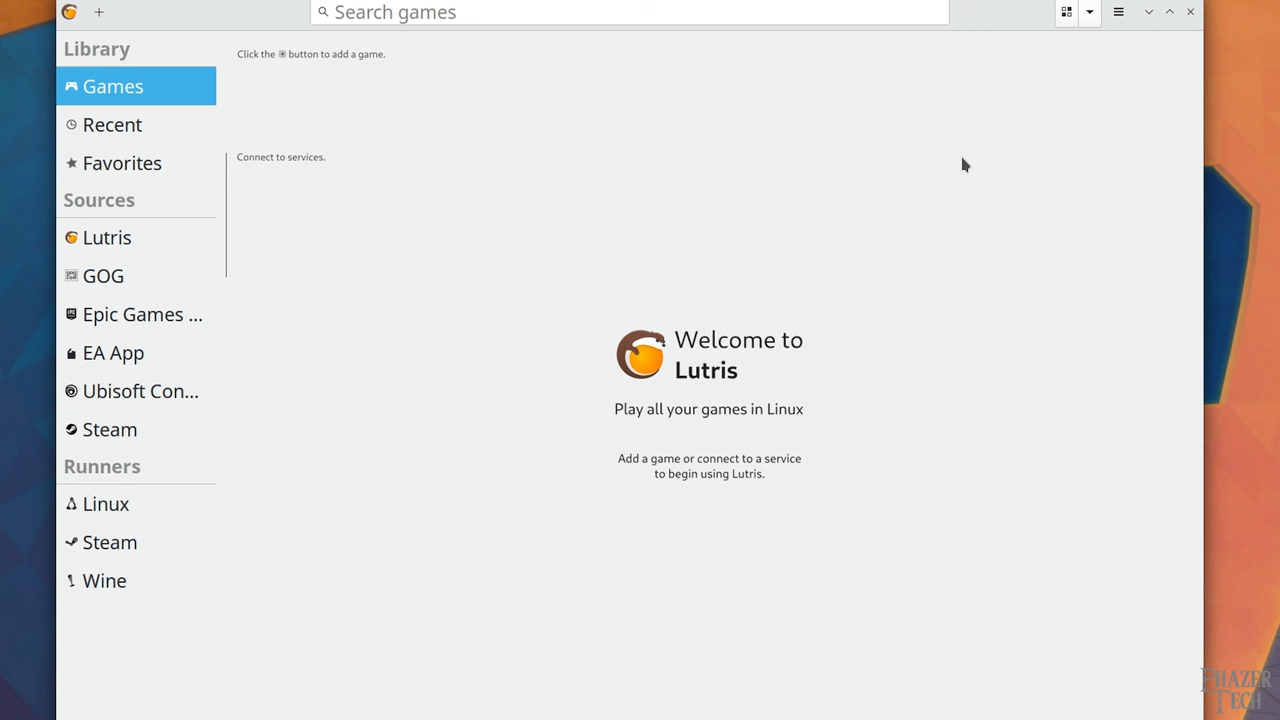 Search games
Library
Games
Recent
Favorites
Sources
Lutris
GOG
Epic Games ...
EA App
Ubisoft Con...
Steam
Runners
Linux
Steam
Wine
Click the button to add a game.
Connect to services.
Welcome to
Lutris
Play all your games in Linux
Add a game or connect to a service
to begin using Lutris.
PHAZER
TECH